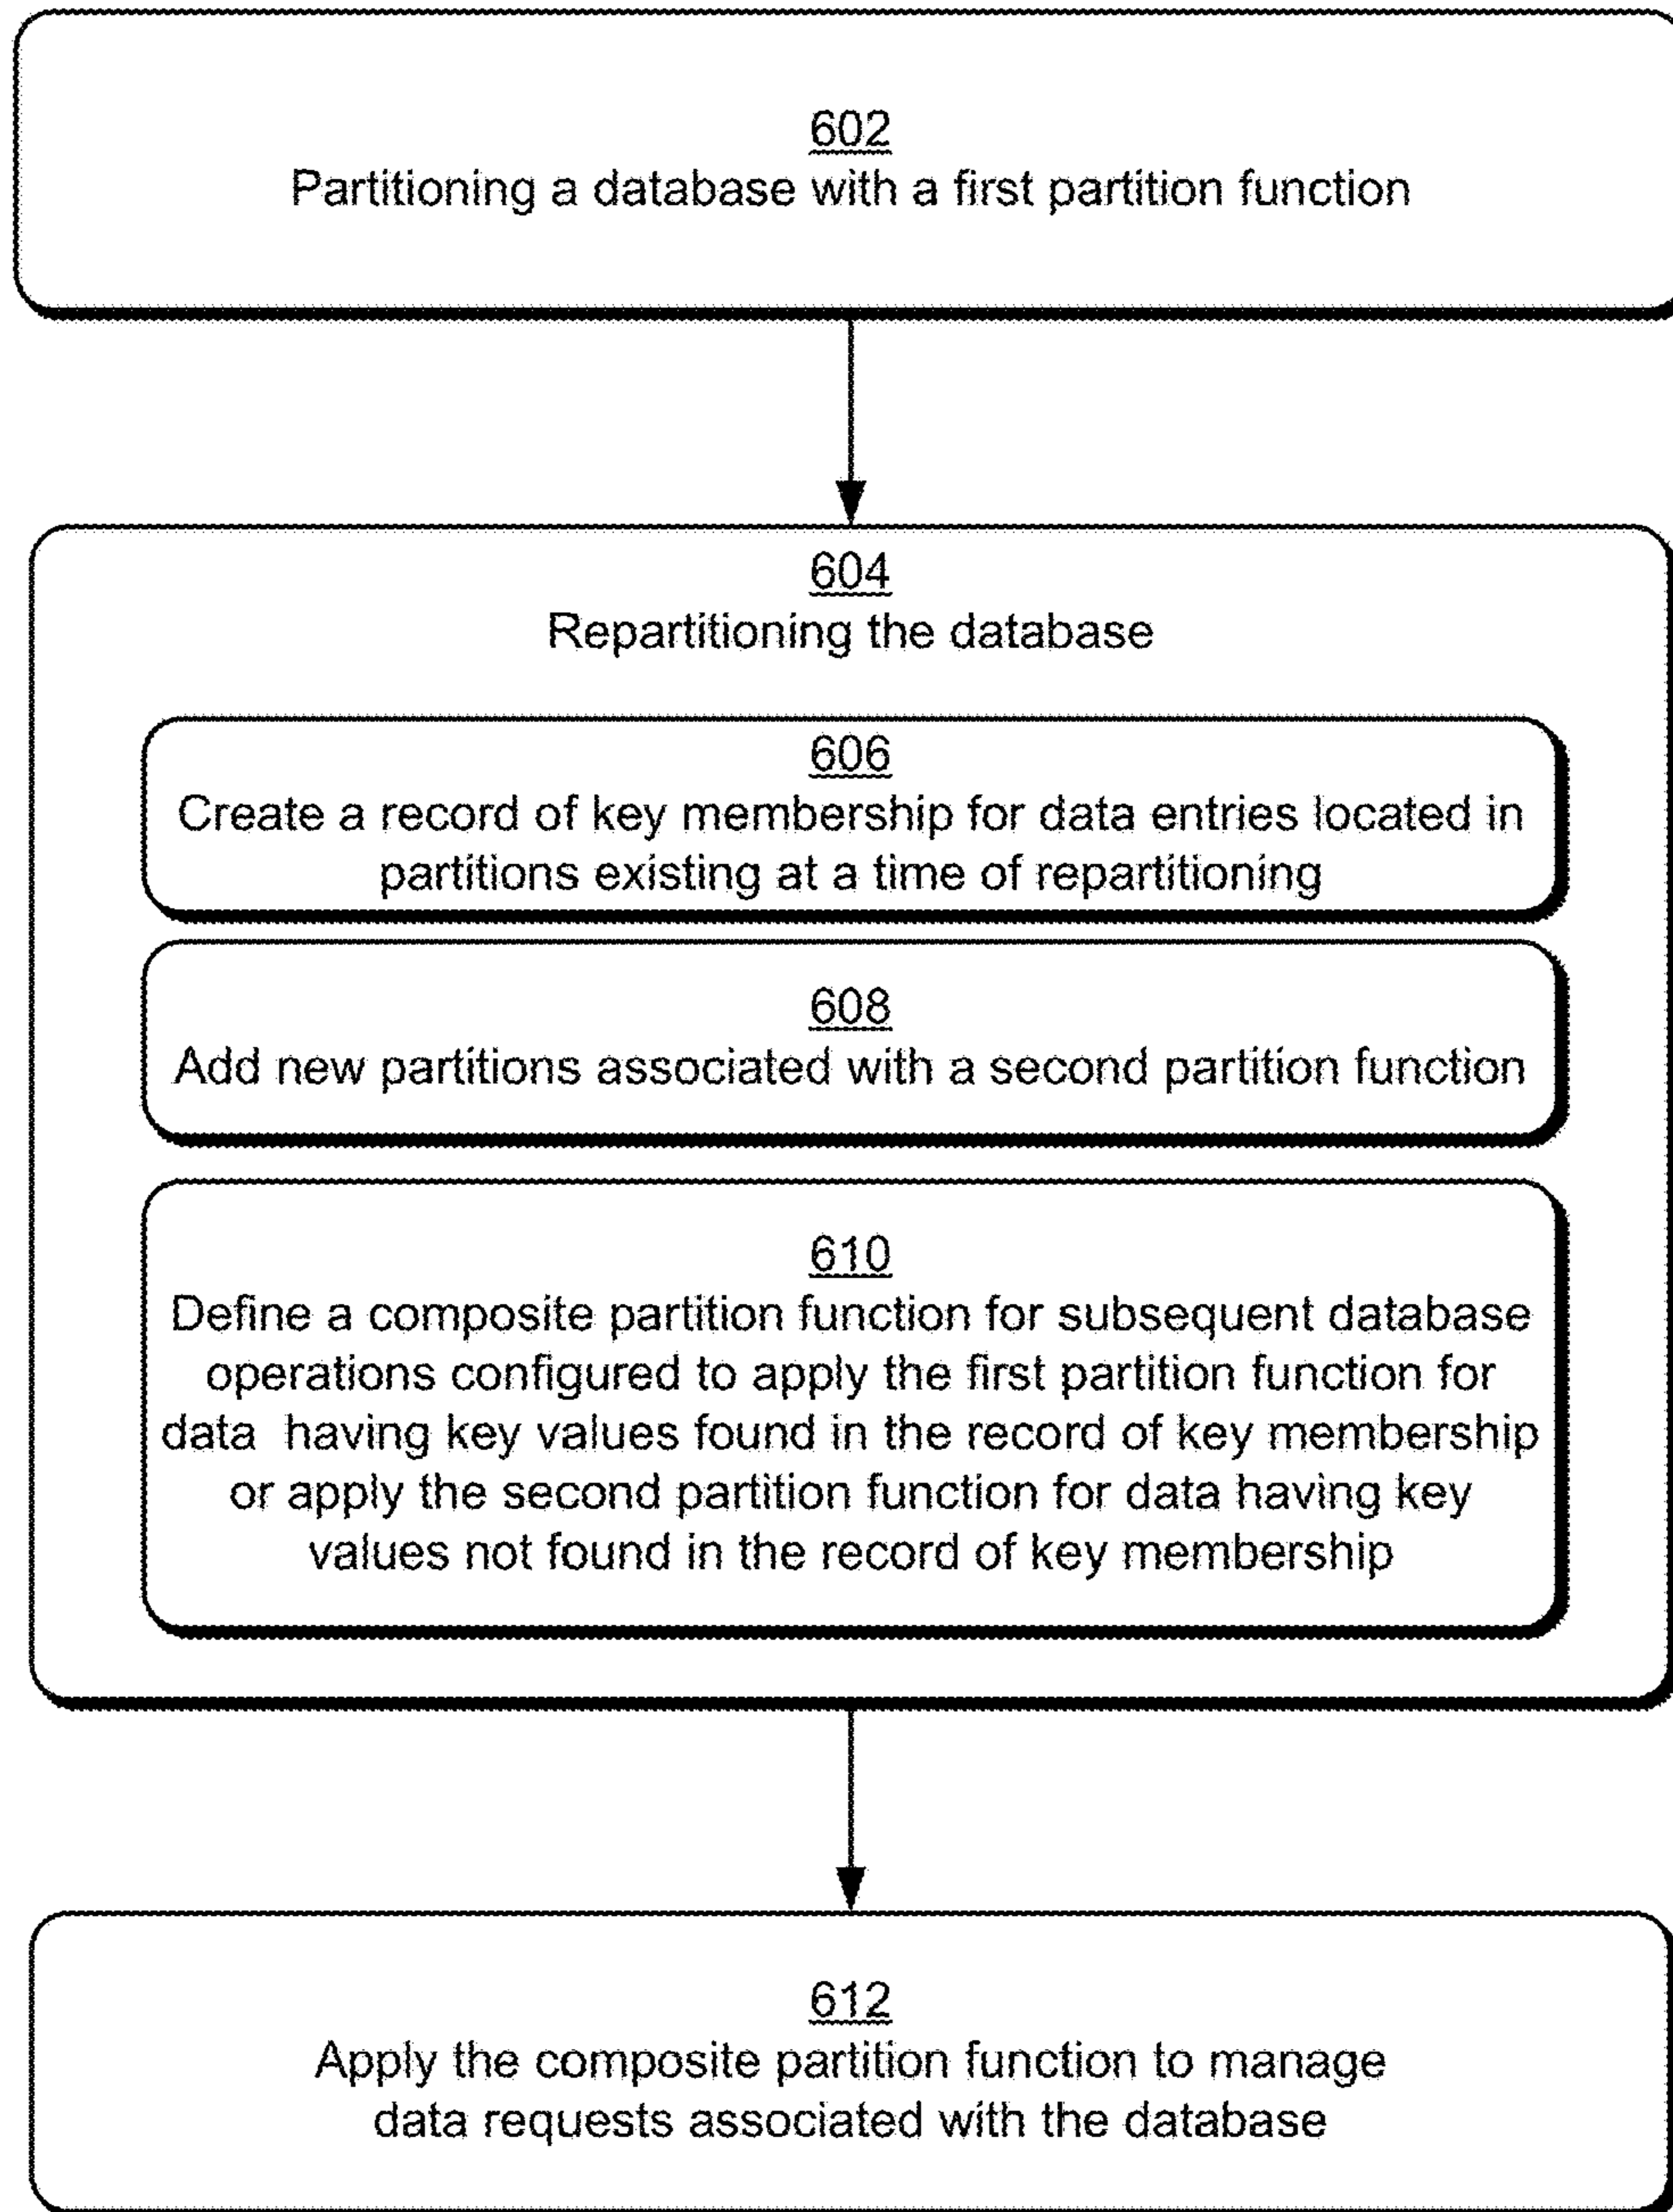 602
Partitioning a database with a first partition function
604
Repartitioning the database
606
Create a record of key membership for data entries located in
partitions existing at a time of repartitioning
608
Add new partitions associated with a second partition function
610
Define a composite partition function for subsequent database
operations configured to apply the first partition function for
data having key values found in the record of key membership
or apply the second partition function for data having key
values not found in the record of key membership
612
Apply the composite partition function to manage
data requests associated with the database